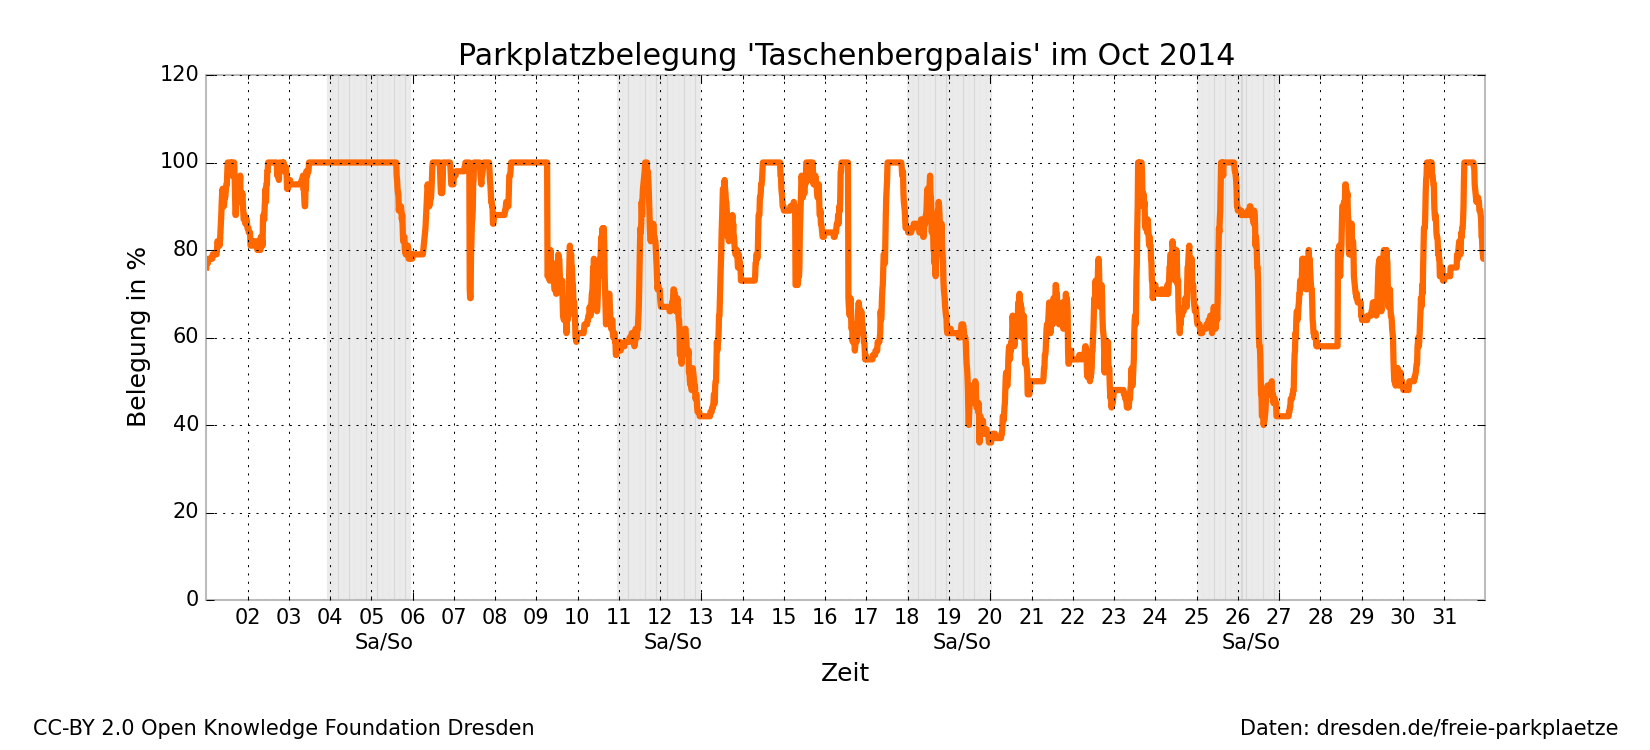 Parkplatzbelegung 'Taschenbergpalais' im Oct 2014
120
100
80
60
40
20
0
Belegung in %
02 03 04 05 06 07 08 09 10 11 12 13 14 15 16 17 18 19 20 21 22 23 24 25 26 27 28 29 30 31
Sa/So Sa/So Sa/So Sa/So
Zeit
CC-BY 2.0 Open Knowledge Foundation Dresden
Daten: dresden.de/freie-parkplaetze